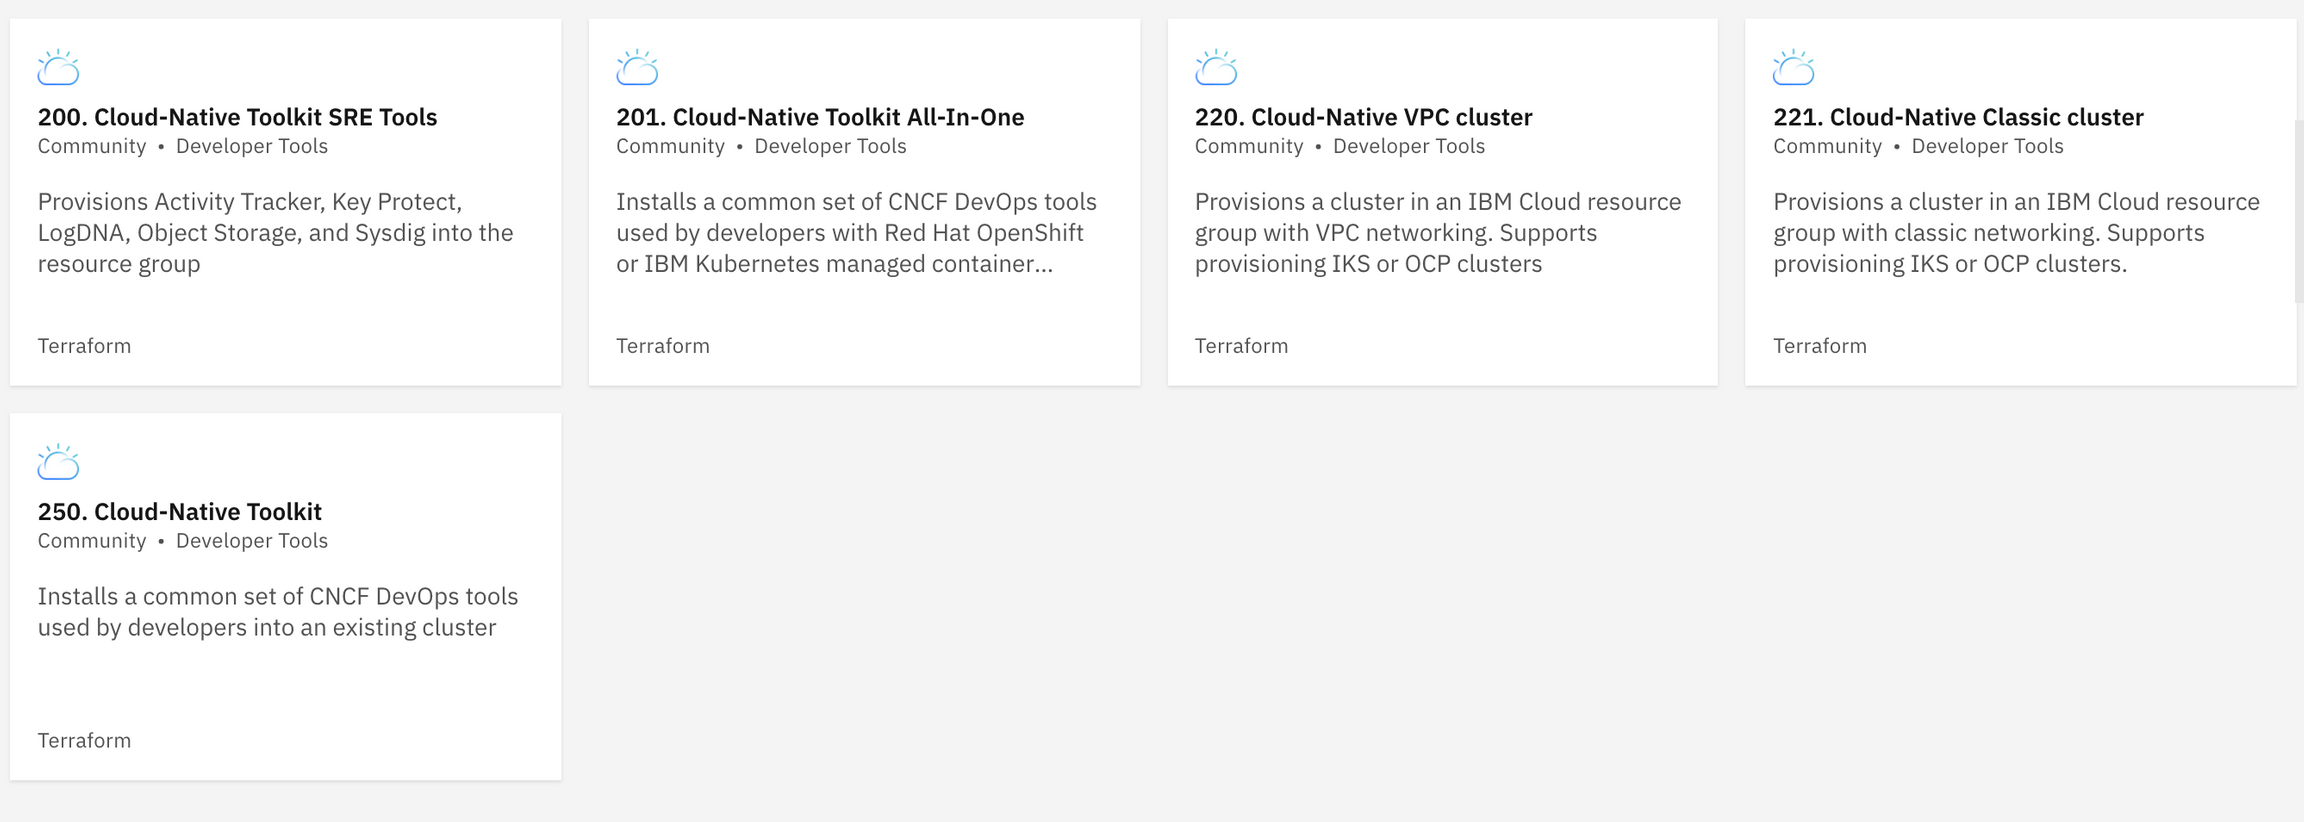 200. Cloud-Native Toolkit SRE Tools
Community • Developer Tools
Provisions Activity Tracker, Key Protect,
LogDNA, Object Storage, and Sysdig into the
resource group
Terraform
201. Cloud-Native Toolkit All-In-One
Community • Developer Tools
Installs a common set of CNCF DevOps tools
used by developers with Red Hat OpenShift
or IBM Kubernetes managed container...
Terraform
220. Cloud-Native VPC cluster
Community • Developer Tools
Provisions a cluster in an IBM Cloud resource
group with VPC networking. Supports
provisioning IKS or OCP clusters
Terraform
221. Cloud-Native Classic cluster
Community • Developer Tools
Provisions a cluster in an IBM Cloud resource
group with classic networking. Supports
provisioning IKS or OCP clusters.
Terraform
250. Cloud-Native Toolkit
Community • Developer Tools
Installs a common set of CNCF DevOps tools
used by developers into an existing cluster
Terraform